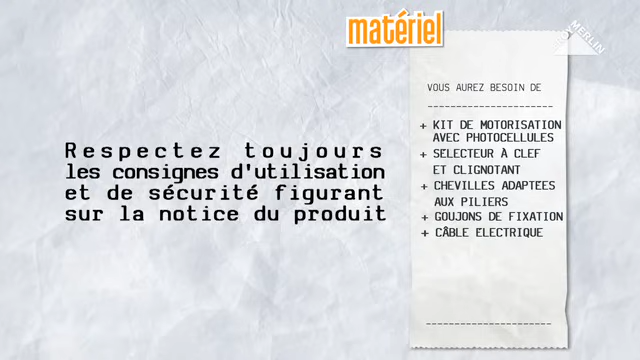 matériel
MERLIN
VOUS AUREZ BESOIN DE
+ KIT DE MOTORISATION
AVEC PHOTOCELLULES
+ SELECTEUR À CLEF
ET CLIGNOTANT
+ CHEVILLES ADAPTEES
AUX PILIERS
+ GOUJONS DE FIXATION
+ CÂBLE ELECTRIQUE
Respectez toujours
les consignes d'utilisation
et de sécurité figurant
sur la notice du produit